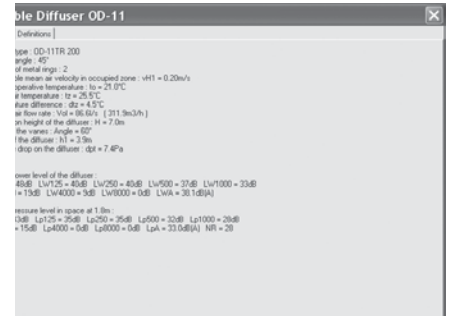 ble Diffuser OD-11
Definitions
ype : OD-11TR 200
angle : 45°
of metal rings : 2
le mean air velocity in occupied zone : vH1 = 0.20m/s
operative temperature : to = 21.0°C
ir temperature : tz = 25.5°C
ature difference : dtz = 4.5°C
air flow rate : Vol = 86.6l/s ( 311.9m3/h )
on height of the diffuser : H = 7.0m
the vanes : Angle = 60°
f the diffuser : h1 = 3.9m
drop on the diffuser : dpt = 7.4Pa
ower level of the diffuser :
48dB LW125 = 40dB LW250 = 40dB LW500 = 37dB LW1000 = 33dB
= 19dB LW4000 = 9dB LW8000 = 0dB LWA = 38.1dB(A)
ressure level in space at 1.8m :
3dB Lp125 = 35dB Lp250 = 35dB Lp500 = 32dB Lp1000 = 28dB
= 15dB Lp4000 = 0dB Lp8000 = 0dB LpA = 33.0dB(A) NR = 28